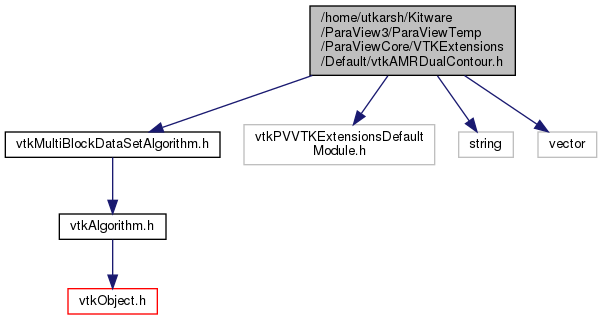 /home/utkarsh/Kitware
/ParaView3/ParaViewTemp
/ParaViewCore/VTKExtensions
/Default/vtkAMRDualContour.h
vtkMultiBlockDataSetAlgorithm.h
vtkPVVTKExtensionsDefault
Module.h
string
vector
vtkAlgorithm.h
vtkObject.h